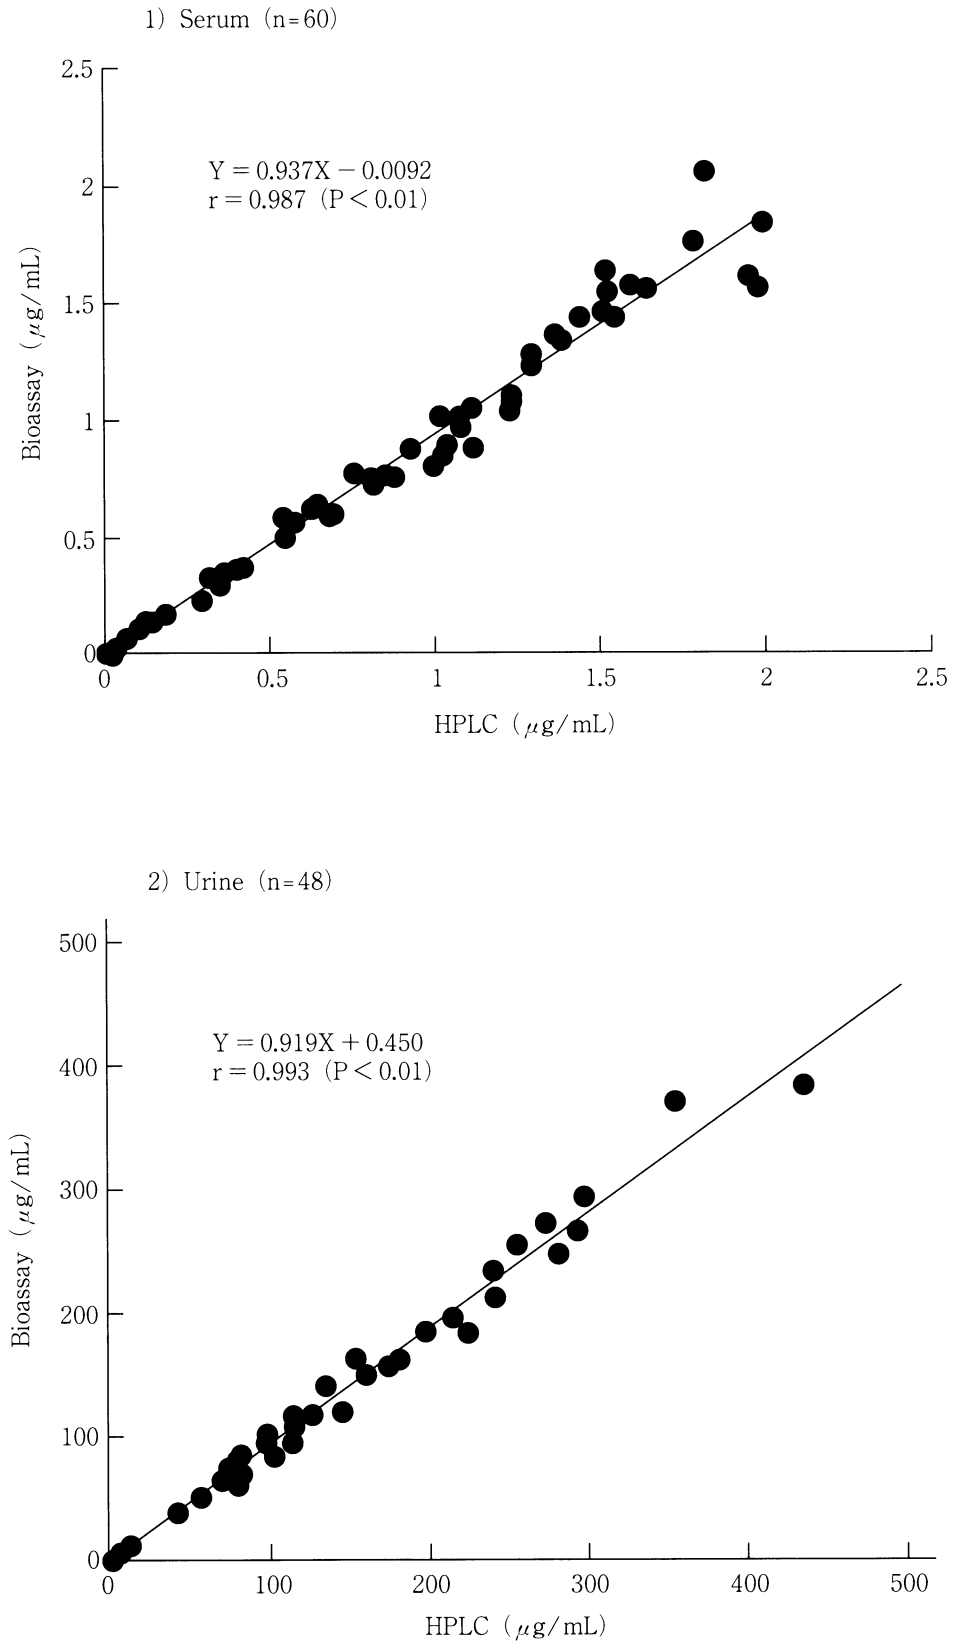 1) Serum (n=60)
2.5
2
1.5
1
0.5
0
Bioassay (μg/mL)
Y = 0.937X − 0.0092
r = 0.987 (P < 0.01)
0 0.5 1 1.5 2 2.5
HPLC (μg/mL)
2) Urine (n=48)
500
400
300
200
100
0
Bioassay (μg/mL)
Y = 0.919X + 0.450
r = 0.993 (P < 0.01)
0 100 200 300 400 500
HPLC (μg/mL)